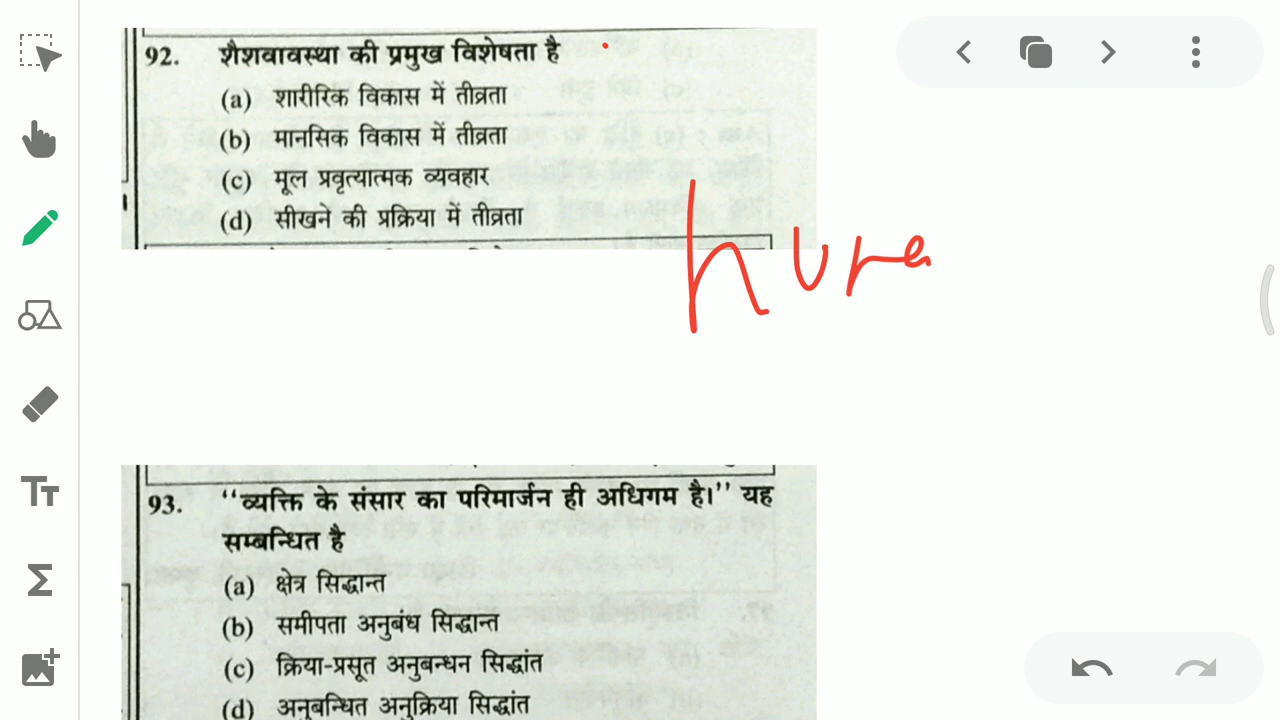 92. शैशवावस्था की प्रमुख विशेषता है
(a) शारीरिक विकास में तीव्रता
(b) मानसिक विकास में तीव्रता
(c) मूल प्रवृत्यात्मक व्यवहार
(d) सीखने की प्रक्रिया में तीव्रता
hure
93. ‘‘व्यक्ति के संसार का परिमार्जन ही अधिगम है।’’ यह
सम्बन्धित है
(a) क्षेत्र सिद्धान्त
(b) समीपता अनुबंध सिद्धान्त
(c) क्रिया-प्रसूत अनुबन्धन सिद्धांत
(d) अनुबन्धित अनुक्रिया सिद्धांत
Tт
Σ